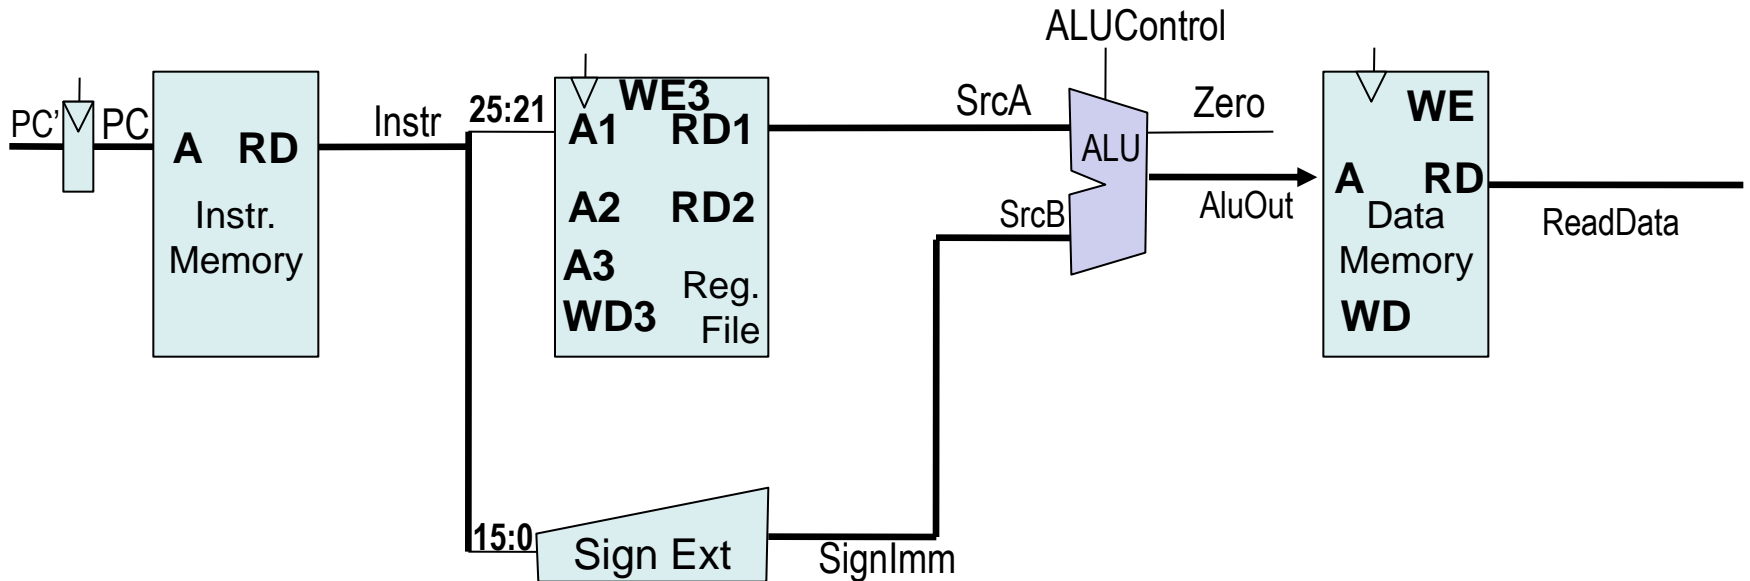 ALUControl
PC'
PC
A RD
Instr.
Memory
Instr
25:21
WE3
A1 RD1
A2 RD2
A3
WD3
Reg.
File
SrcA
SrcB
ALU
Zero
AluOut
WE
A RD
Data
Memory
WD
ReadData
15:0
Sign Ext
SignImm